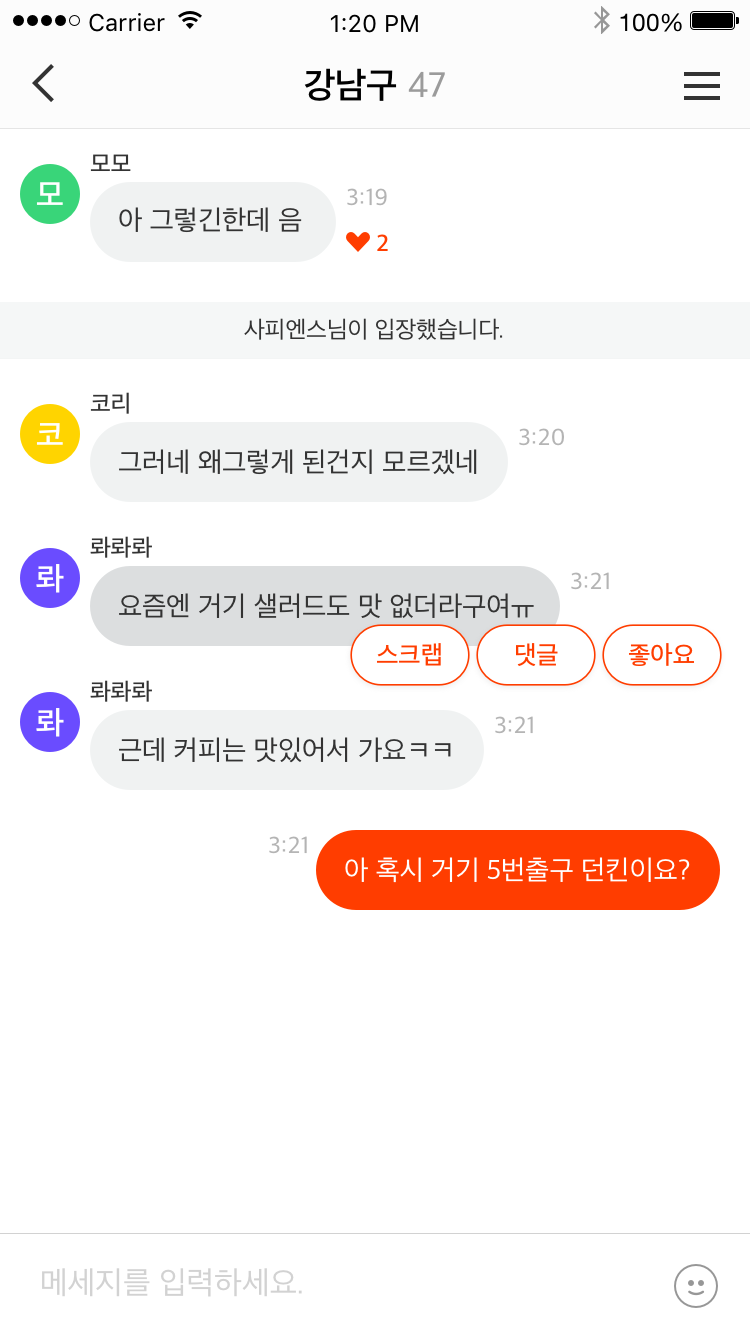 Carrier 1:20 PM 100%
강남구 47
모모
모 아 그렇긴한데 음 3:19
2
사피엔스님이 입장했습니다.
코리
코 그러네 왜그렇게 된건지 모르겠네 3:20
롸롸롸
롸 요즘엔 거기 샐러드도 맛 없더라구여ㅠ 3:21
스크랩 댓글 좋아요
롸롸롸
롸 근데 커피는 맛있어서 가요ㅋㅋ 3:21
3:21 아 혹시 거기 5번출구 던킨이요?
메세지를 입력하세요.